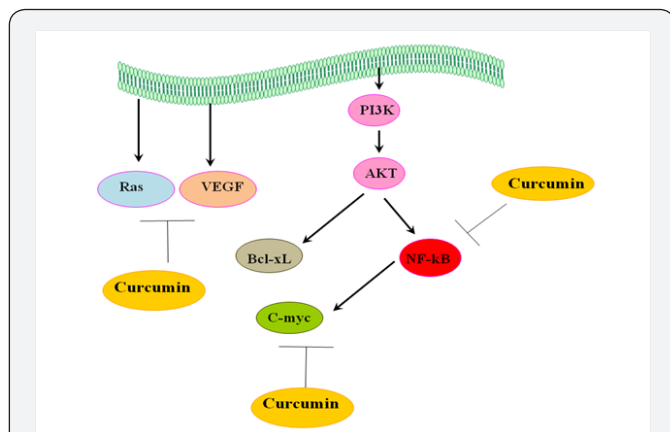 PI3K
AKT
Ras
VEGF
Curcumin
Bcl-xL
NF-kB
Curcumin
C-myc
Curcumin